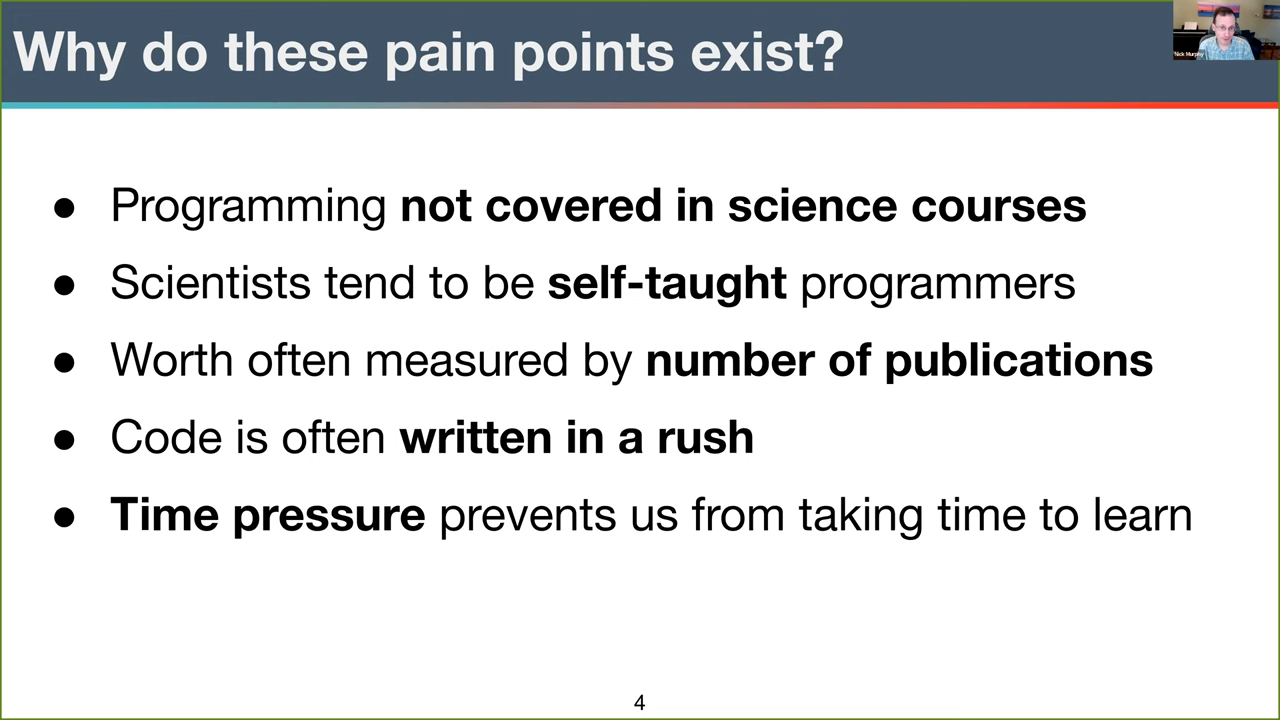 Why do these pain points exist?
Nick Murphy
● Programming not covered in science courses
● Scientists tend to be self-taught programmers
● Worth often measured by number of publications
● Code is often written in a rush
● Time pressure prevents us from taking time to learn
4